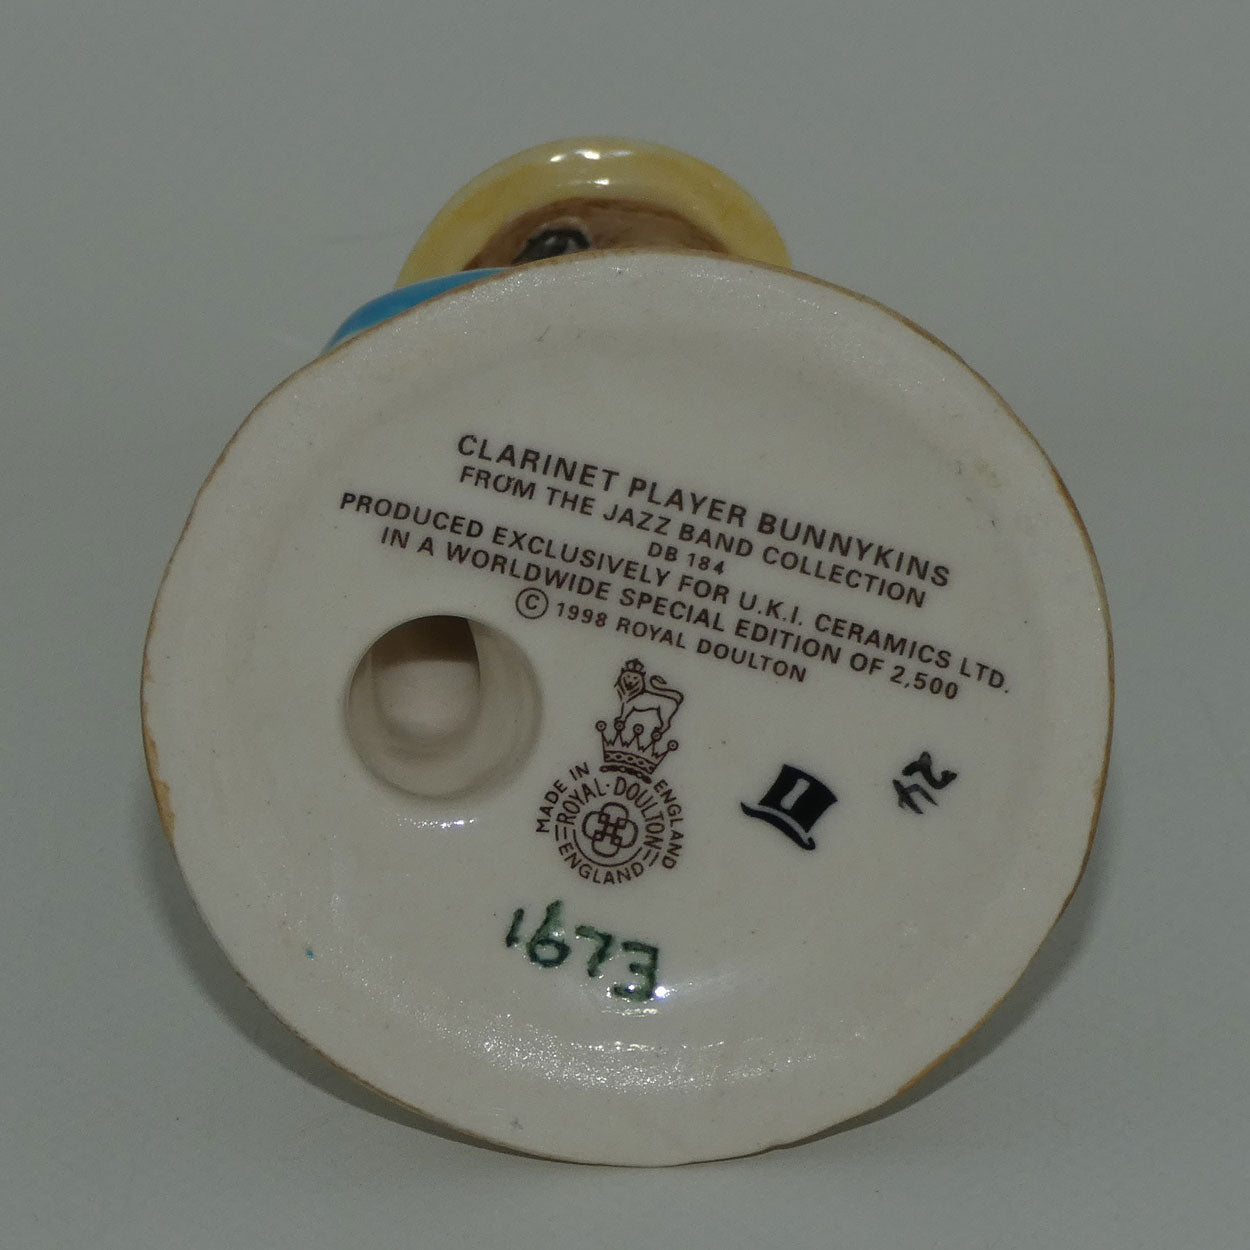 CLARINET PLAYER BUNNYKINS
FROM THE JAZZ BAND COLLECTION
DB 184
PRODUCED EXCLUSIVELY FOR U.K.I. CERAMICS LTD.
IN A WORLDWIDE SPECIAL EDITION OF 2,500
© 1998 ROYAL DOULTON
MADE IN ENGLAND
ROYAL·DOULTON
ENGLAND
1673